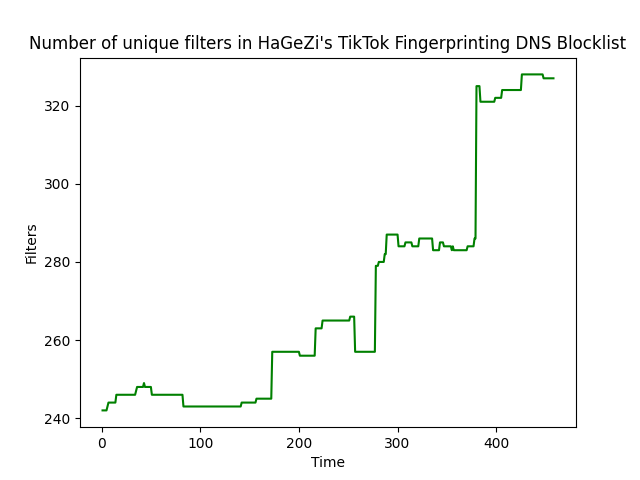 Number of unique filters in HaGeZi's TikTok Fingerprinting DNS Blocklist
320
300
280
260
240
Filters
0 100 200 300 400
Time